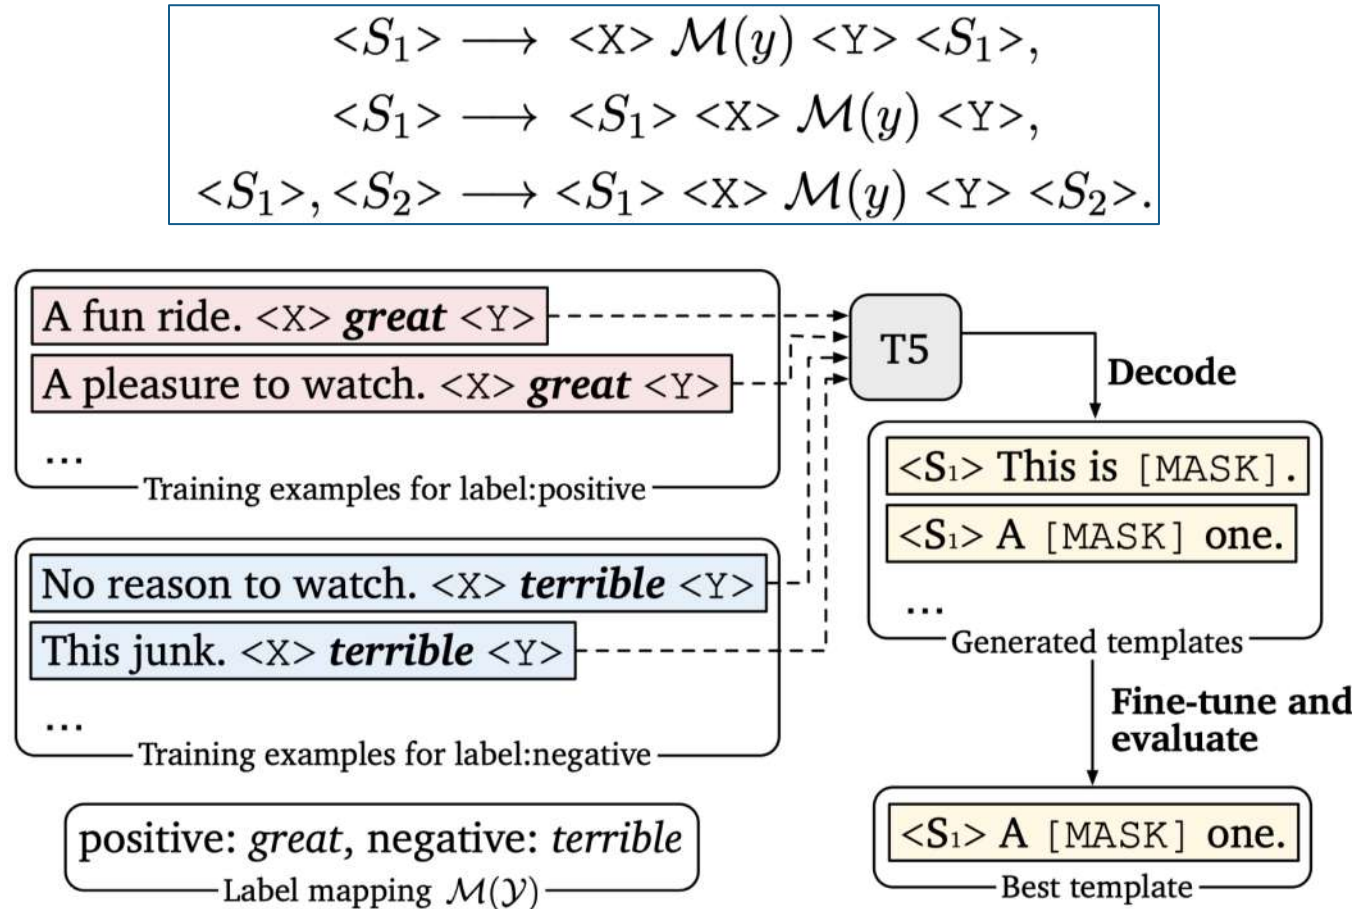 <S₁> ⟶ <X> ℳ(y) <Y> <S₁>,
<S₁> ⟶ <S₁> <X> ℳ(y) <Y>,
<S₁>, <S₂> ⟶ <S₁> <X> ℳ(y) <Y> <S₂>.
A fun ride. <X> great <Y>
A pleasure to watch. <X> great <Y>
...
Training examples for label:positive
No reason to watch. <X> terrible <Y>
This junk. <X> terrible <Y>
...
Training examples for label:negative
positive: great, negative: terrible
Label mapping ℳ(𝒴)
T5
Decode
<S₁> This is [MASK].
<S₁> A [MASK] one.
...
Generated templates
Fine-tune and
evaluate
<S₁> A [MASK] one.
Best template